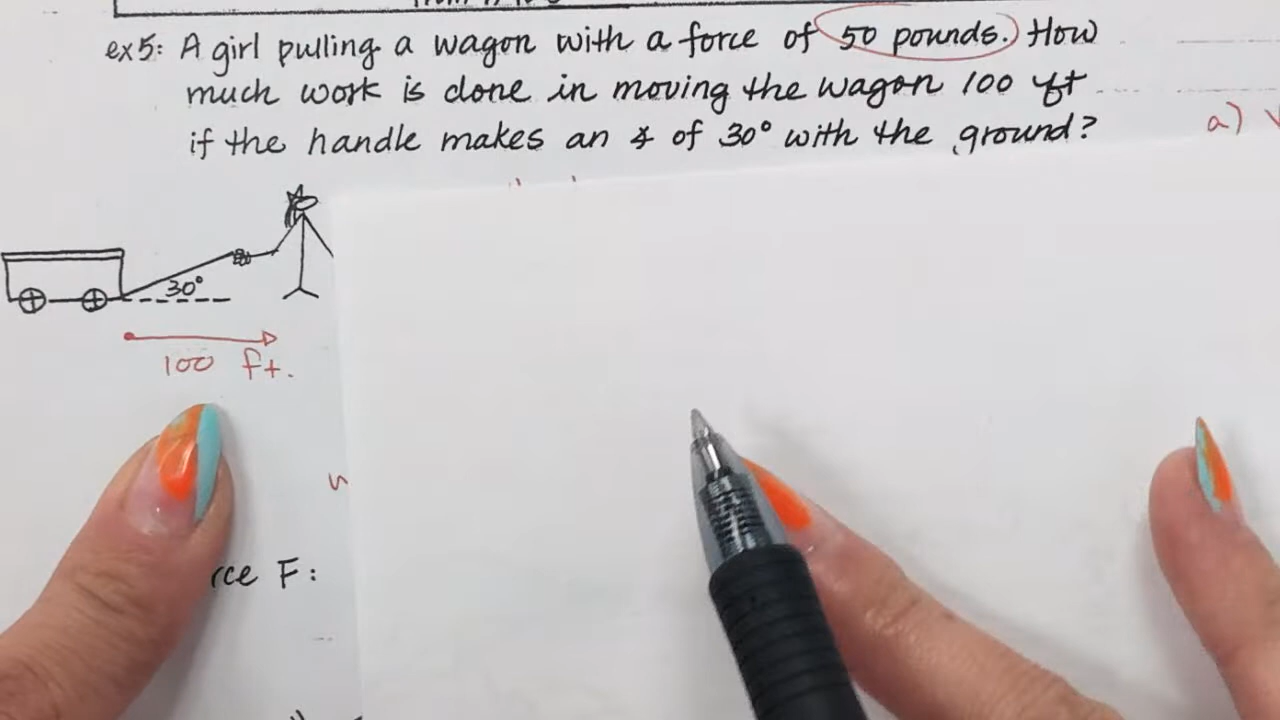 ex5: A girl pulling a wagon with a force of 50 pounds. How
much work is done in moving the wagon 100 ft
if the handle makes an ∡ of 30° with the ground?
a)
30°
100 ft.
rce F: